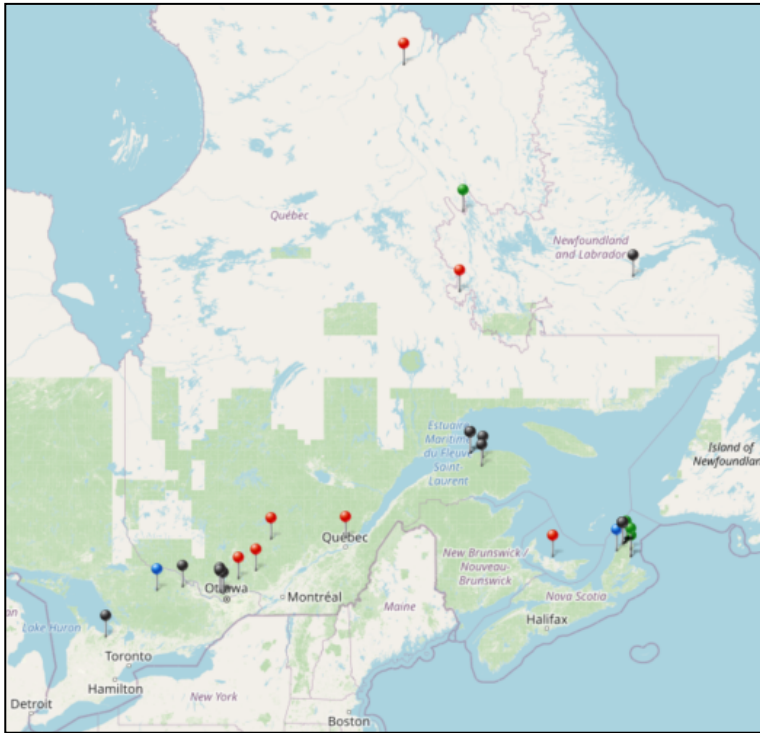 Québec
Newfoundland
and Labrador
Estuaire
Maritime
du Fleuve
Saint
Laurent
Island of
Newfoundland
Québec
New Brunswick /
Nouveau-
Brunswick
Ottawa
Montréal
Maine
Nova Scotia
Halifax
Lake Huron
Toronto
Hamilton
New York
Detroit
Boston